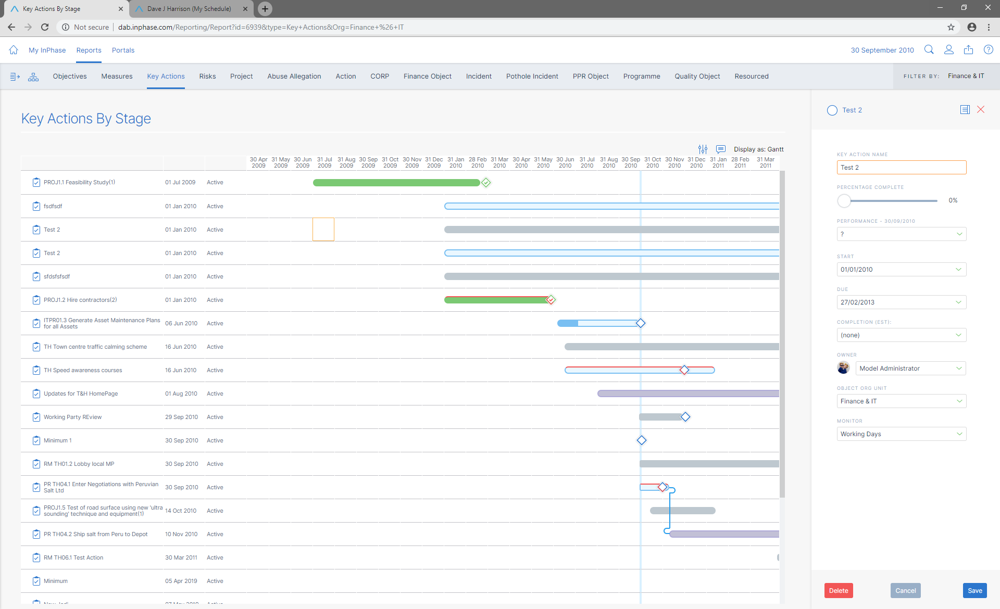 Key Actions By Stage
Dave J Harrison (My Schedule)
Not secure
dab.inphase.com/Reporting/Report?id=6939&type=Key+Actions&Org=Finance+%26+IT
My InPhase Reports Portals
30 September 2010
Objectives Measures Key Actions Risks Project Abuse Allegation Action CORP Finance Object Incident Pothole Incident PPR Object Programme Quality Object Resourced
FILTER BY: Finance & IT
Key Actions By Stage
Display as: Gantt
30 Apr 31 May 30 Jun 31 Jul 31 Aug 30 Sep 31 Oct 30 Nov 31 Dec 31 Jan 28 Feb 31 Mar 30 Apr 31 May 30 Jun 31 Jul 31 Aug 30 Sep 31 Oct 30 Nov 31 Dec 31 Jan 28 Feb 31 Mar
2009 2009 2009 2009 2009 2009 2009 2009 2009 2010 2010 2010 2010 2010 2010 2010 2010 2010 2010 2010 2010 2011 2011 2011
PROJ1.1 Feasibility Study(1) 01 Jul 2009 Active
fsdfsdf 01 Jan 2010 Active
Test 2 01 Jan 2010 Active
Test 2 01 Jan 2010 Active
sfdsfsfsdf 01 Jan 2010 Active
PROJ1.2 Hire contractors(2) 01 Jan 2010 Active
ITPR01.3 Generate Asset Maintenance Plans
for all Assets
06 Jun 2010 Active
TH Town centre traffic calming scheme 16 Jun 2010 Active
TH Speed awareness courses 16 Jun 2010 Active
Updates for T&H HomePage 01 Aug 2010 Active
Working Party REview 29 Sep 2010 Active
Minimum 1 30 Sep 2010 Active
RM TH01.2 Lobby local MP 30 Sep 2010 Active
PR TH04.1 Enter Negotiations with Peruvian
Salt Ltd
30 Sep 2010 Active
PROJ1.5 Test of road surface using new 'ultra
sounding' technique and equipment(1)
14 Oct 2010 Active
PR TH04.2 Ship salt from Peru to Depot 10 Nov 2010 Active
RM TH06.1 Test Action 30 Mar 2011 Active
Minimum 05 Apr 2019 Active
Test 2
KEY ACTION NAME
Test 2
PERCENTAGE COMPLETE
0%
PERFORMANCE - 30/09/2010
?
START
01/01/2010
DUE
27/02/2013
COMPLETION (EST):
(none)
OWNER
Model Administrator
OBJECT ORG UNIT
Finance & IT
MONITOR
Working Days
Delete Cancel Save